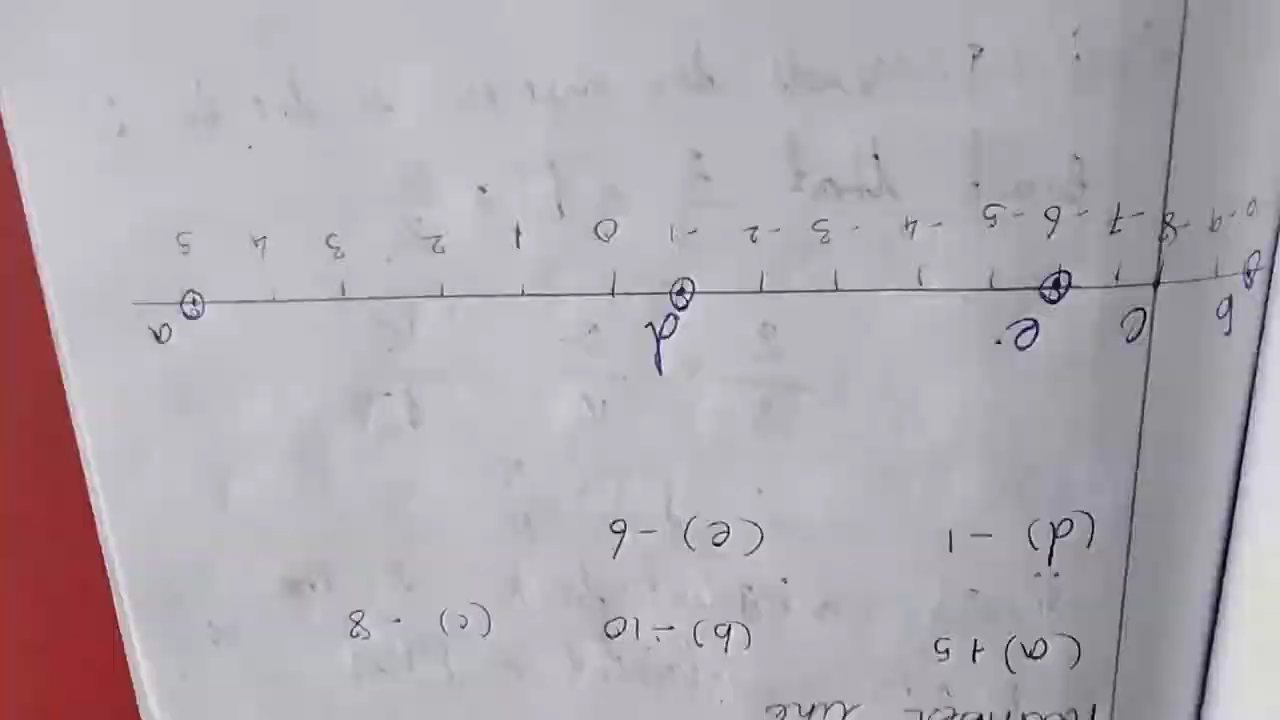 Number line
(a) +5 (b) -10 (c) -8
(d) -1 (e) -6
b c e d a
-9 -8 -7 -6 -5 -4 -3 -2 -1 0 1 2 3 4 5